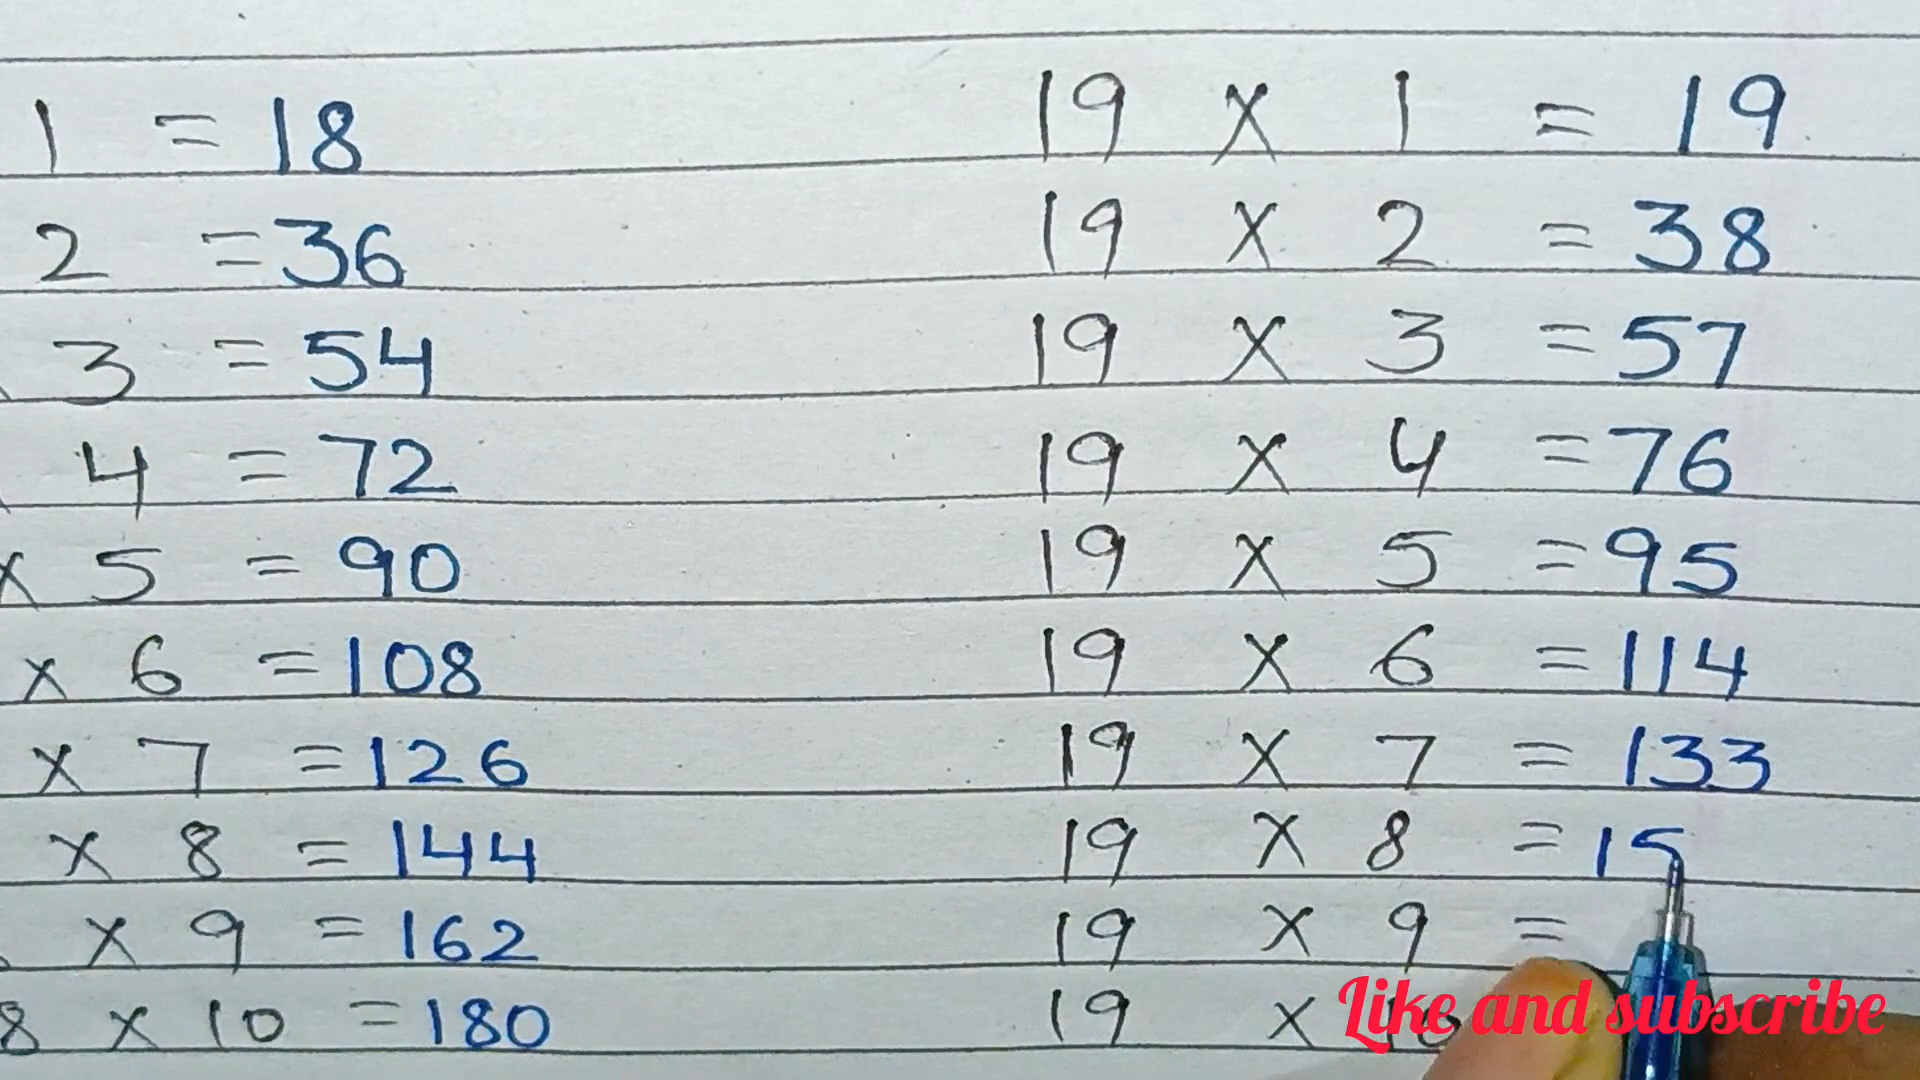 1 = 18
2 = 36
3 = 54
4 = 72
x 5 = 90
x 6 = 108
x 7 = 126
x 8 = 144
x 9 = 162
8 x 10 = 180
19 x 1 = 19
19 x 2 = 38
19 x 3 = 57
19 x 4 = 76
19 x 5 = 95
19 x 6 = 114
19 x 7 = 133
19 x 8 = 15
19 x 9 =
19 x 10
Like and subscribe